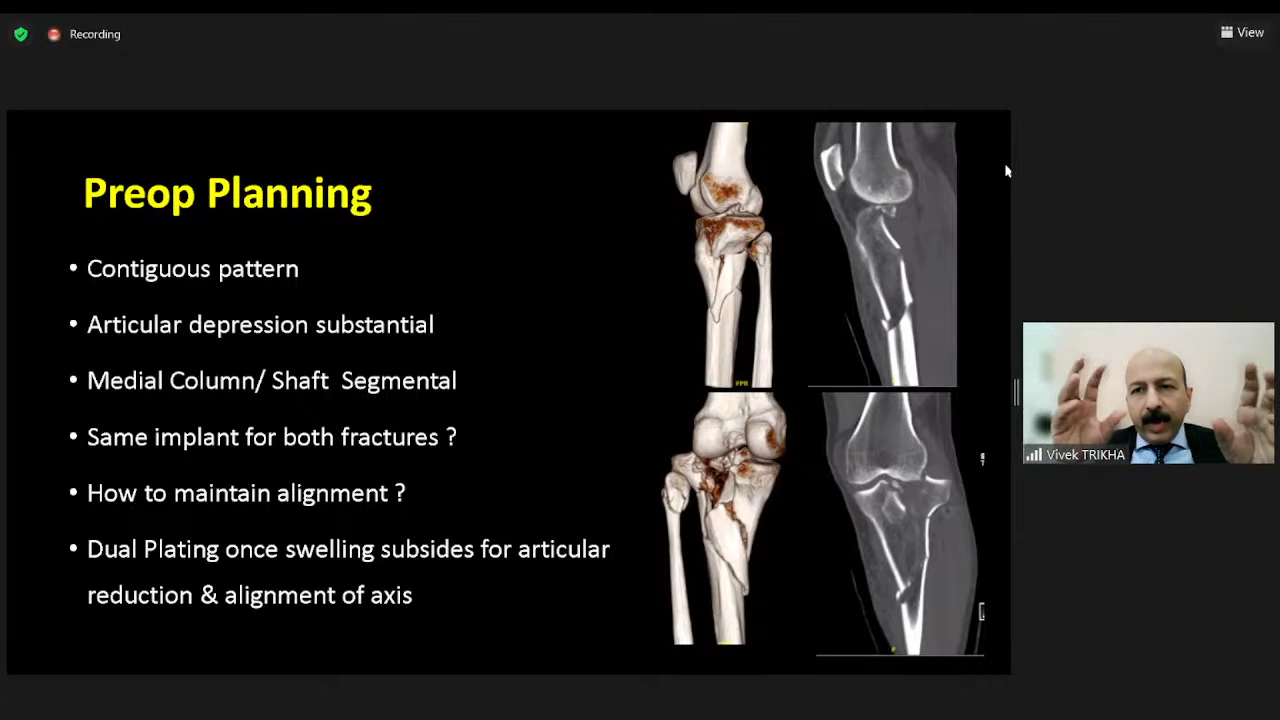 Recording
View
Preop Planning
• Contiguous pattern
• Articular depression substantial
• Medial Column/ Shaft  Segmental
• Same implant for both fractures ?
• How to maintain alignment ?
• Dual Plating once swelling subsides for articular
reduction & alignment of axis
FPR
Vivek TRIKHA